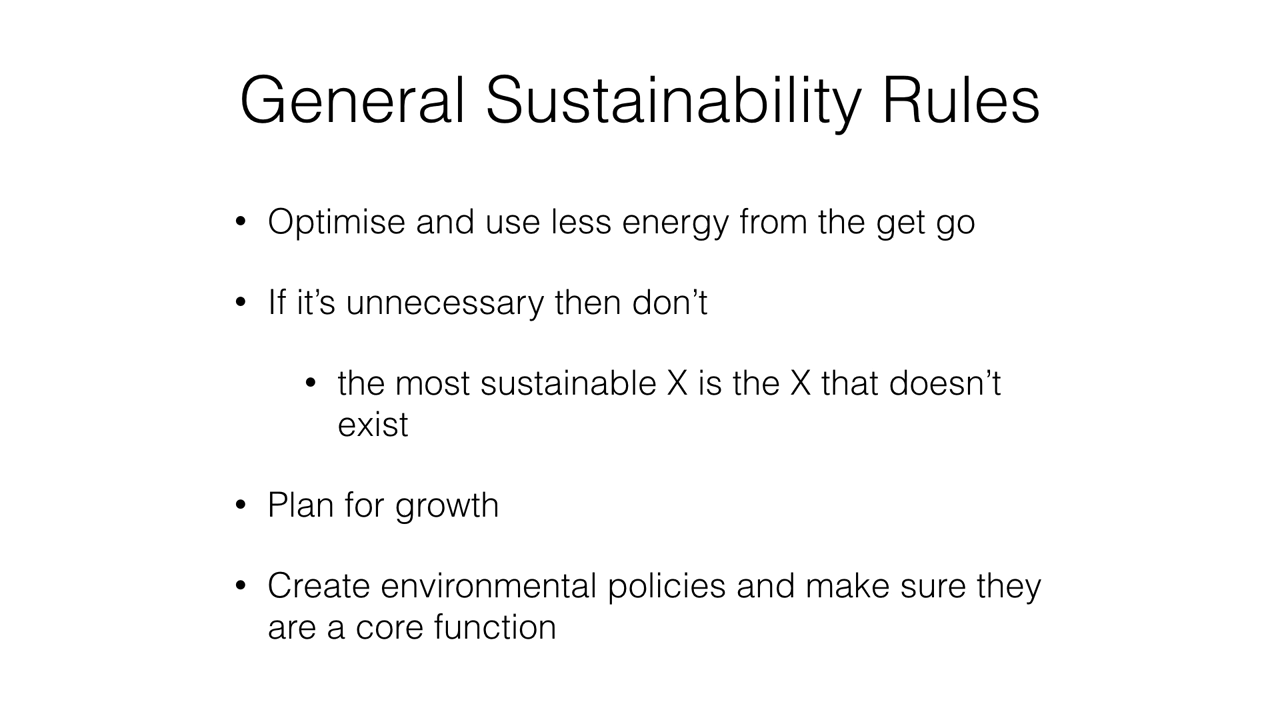 General Sustainability Rules
• Optimise and use less energy from the get go
• If it’s unnecessary then don’t
• the most sustainable X is the X that doesn’t
exist
• Plan for growth
• Create environmental policies and make sure they
are a core function